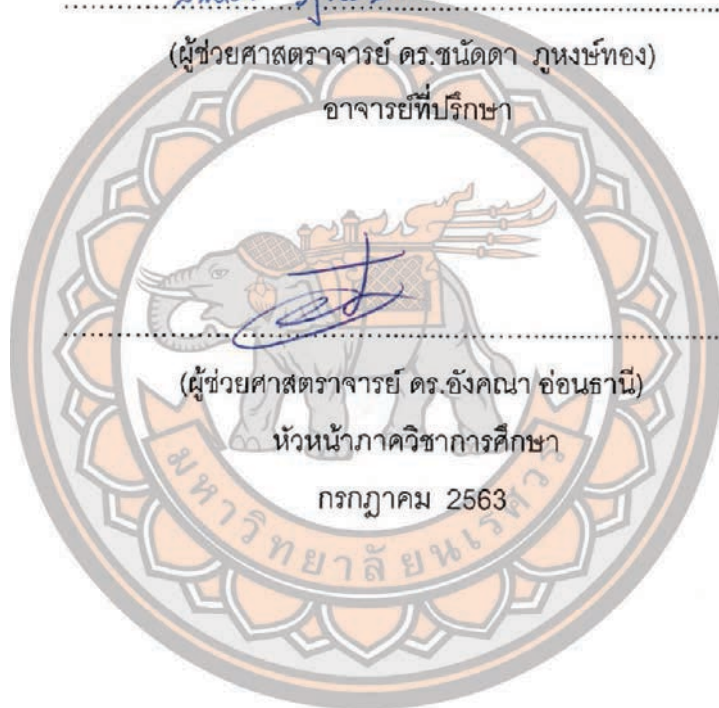 (ผู้ช่วยศาสตราจารย์ ดร.ชนัดดา ภูหงษ์ทอง)
อาจารย์ที่ปรึกษา
(ผู้ช่วยศาสตราจารย์ ดร.อังคณา อ่อนธานี)
หัวหน้าภาควิชาการศึกษา
กรกฎาคม 2563
มหาวิทยาลัยนเรศวร